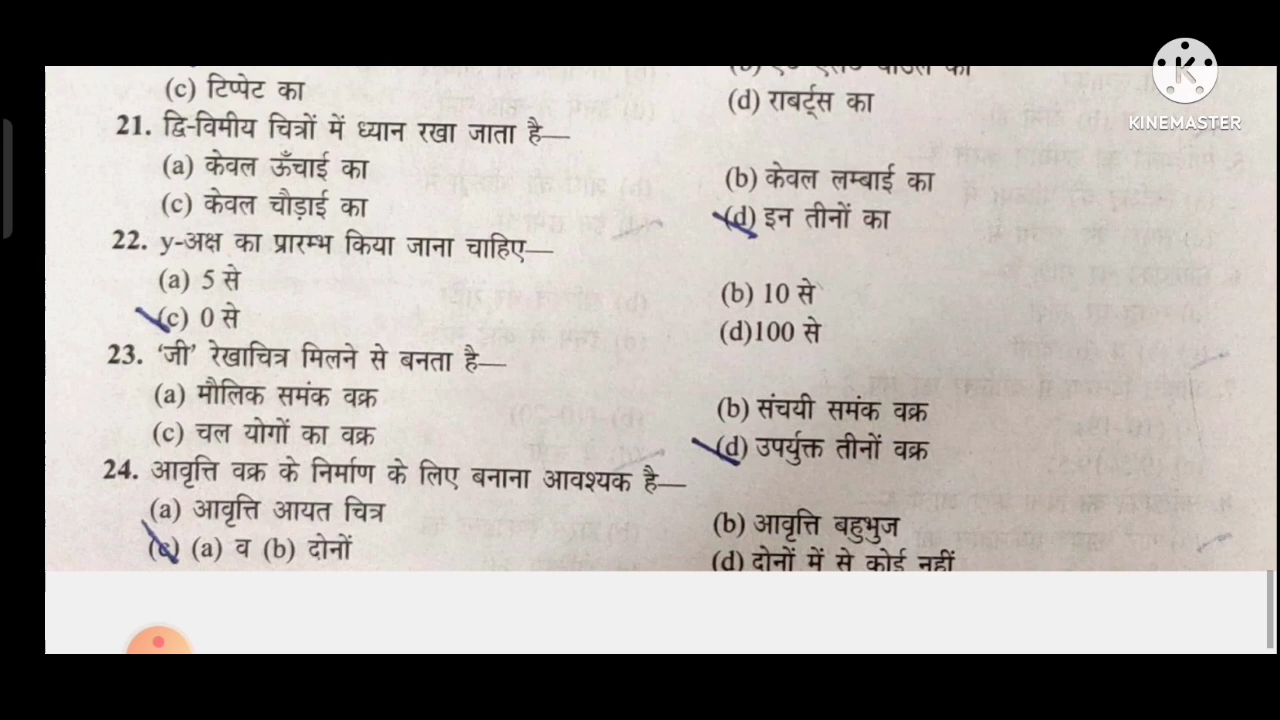 (c) टिप्पेट का
(d) राबर्ट्स का
21. द्वि-विमीय चित्रों में ध्यान रखा जाता है—
(a) केवल ऊँचाई का
(b) केवल लम्बाई का
(c) केवल चौड़ाई का
(d) इन तीनों का
22. y-अक्ष का प्रारम्भ किया जाना चाहिए—
(a) 5 से
(b) 10 से
(c) 0 से
(d)100 से
23. ‘जी’ रेखाचित्र मिलने से बनता है—
(a) मौलिक समंक वक्र
(b) संचयी समंक वक्र
(c) चल योगों का वक्र
(d) उपर्युक्त तीनों वक्र
24. आवृत्ति वक्र के निर्माण के लिए बनाना आवश्यक है—
(a) आवृत्ति आयत चित्र
(b) आवृत्ति बहुभुज
(c) (a) व (b) दोनों
(d) दोनों में से कोई नहीं
K
KINEMASTER